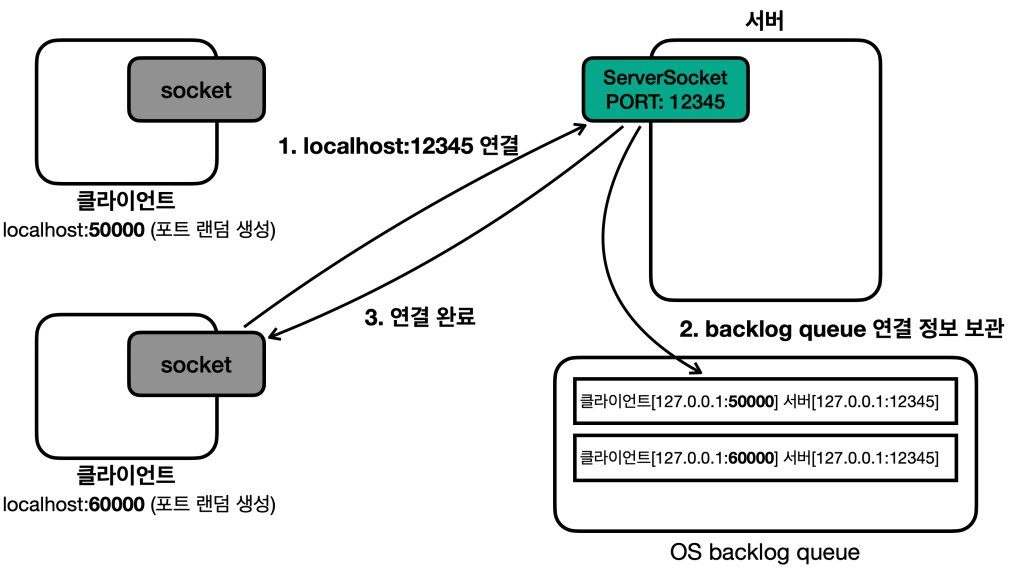 서버
socket
ServerSocket
PORT: 12345
1. localhost:12345 연결
클라이언트
localhost:50000 (포트 랜덤 생성)
3. 연결 완료
2. backlog queue 연결 정보 보관
socket
클라이언트[127.0.0.1:50000] 서버[127.0.0.1:12345]
클라이언트[127.0.0.1:60000] 서버[127.0.0.1:12345]
클라이언트
localhost:60000 (포트 랜덤 생성)
OS backlog queue